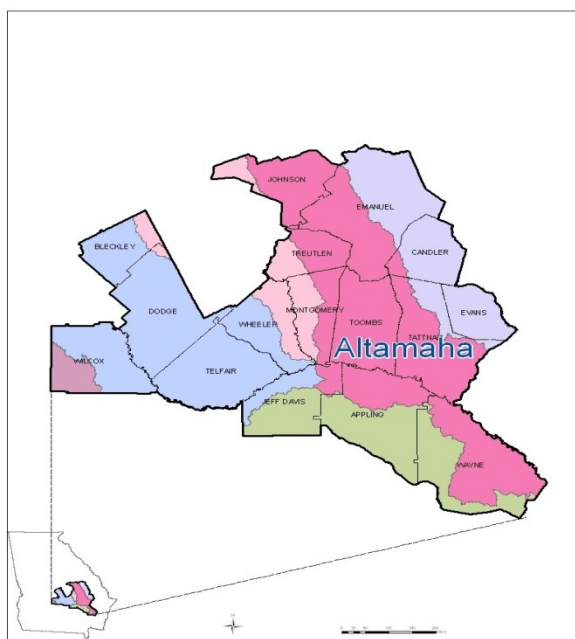 JOHNSON
EMANUEL
BLECKLEY
TREUTLEN
CANDLER
DODGE
MONTGOMERY
EVANS
WHEELER
TOOMBS
TATTNALL
Altamaha
WILCOX
TELFAIR
JEFF DAVIS
APPLING
WAYNE